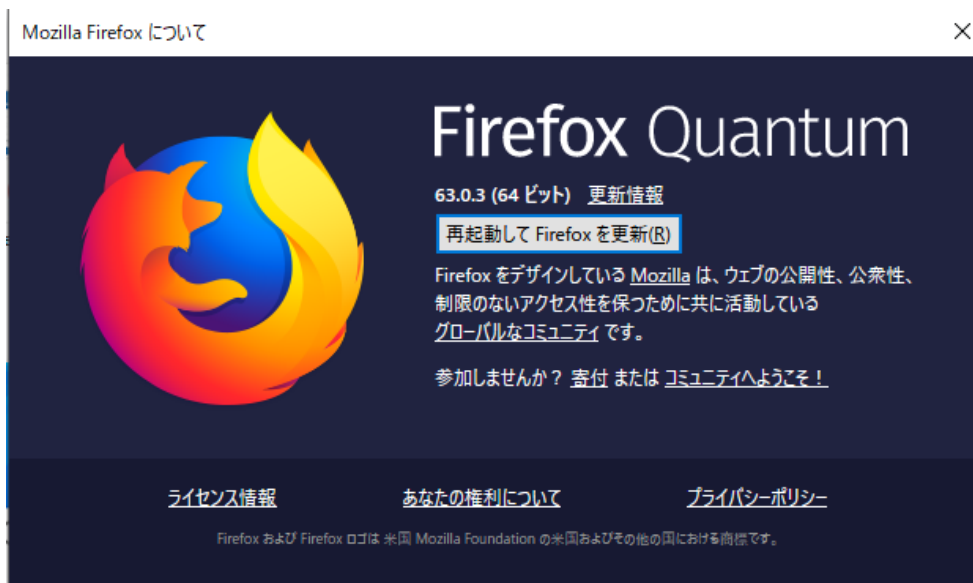 Mozilla Firefox について
Firefox Quantum
63.0.3 (64 ビット) 更新情報
再起動して Firefox を更新(R)
Firefox をデザインしている Mozilla は、ウェブの公開性、公衆性、
制限のないアクセス性を保つために共に活動している
グローバルなコミュニティ です。
参加しませんか? 寄付 または コミュニティへようこそ!
ライセンス情報 あなたの権利について プライバシーポリシー
Firefox および Firefox ロゴは 米国 Mozilla Foundation の米国およびその他の国における商標です。